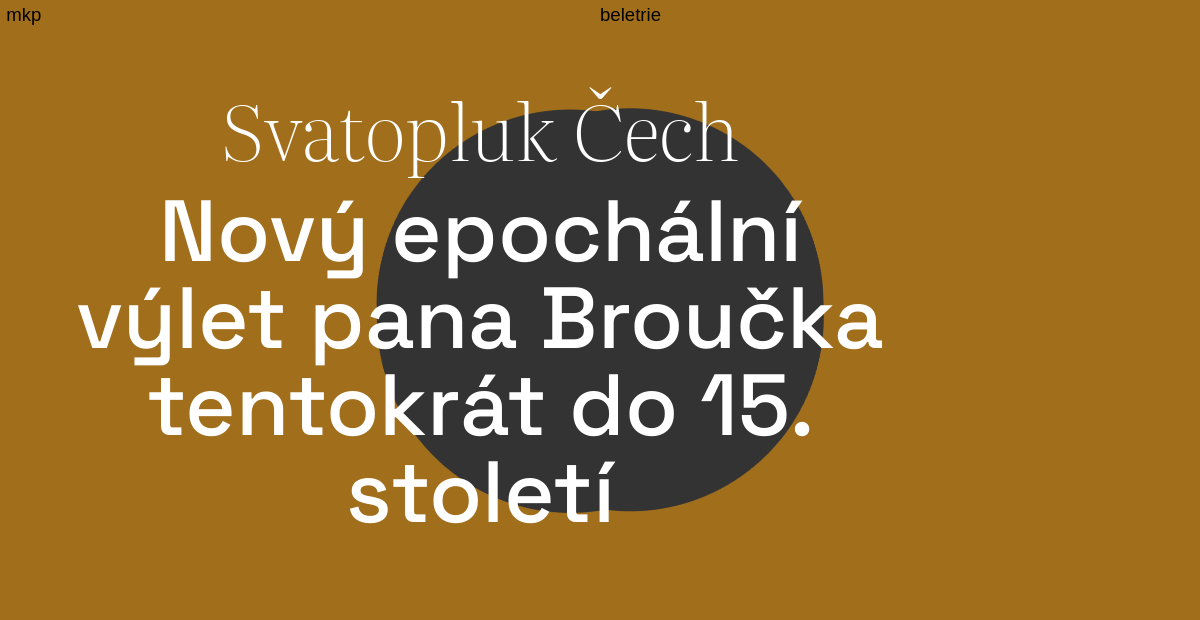 mkp
beletrie
Svatopluk Čech
Nový epochální
výlet pana Broučka
tentokrát do 15.
století